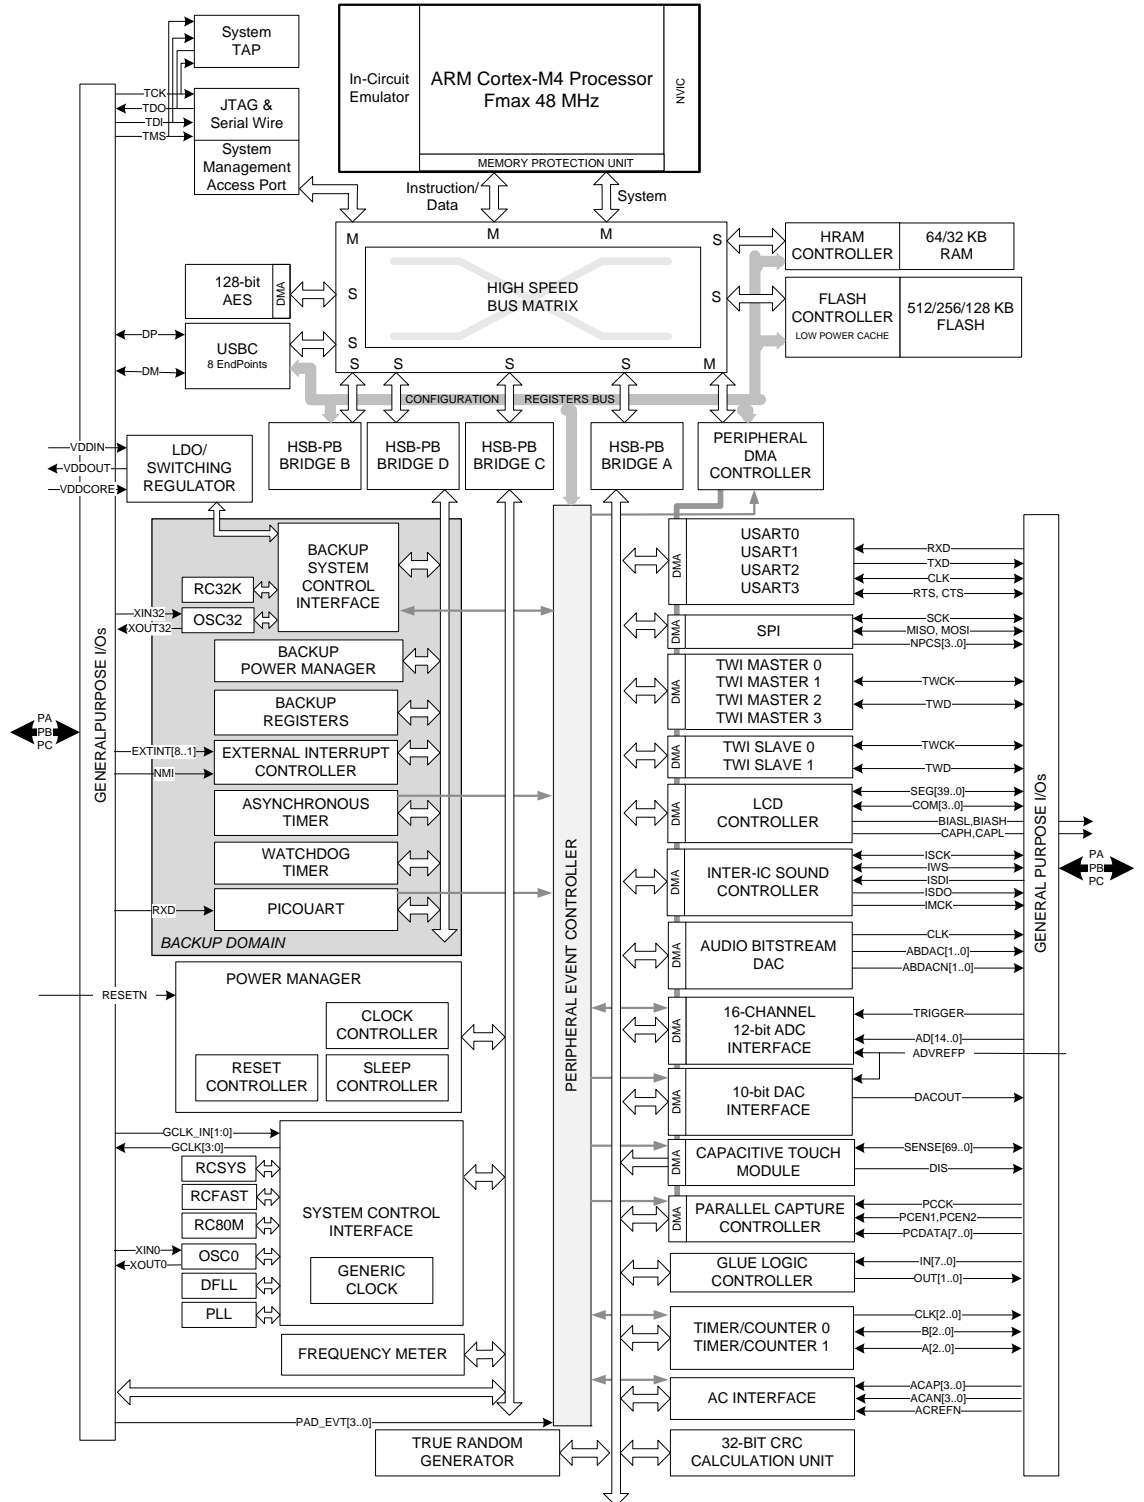 System
TAP
In-Circuit
Emulator
ARM Cortex-M4 Processor
Fmax 48 MHz
NVIC
MEMORY PROTECTION UNIT
TCK
TDO
TDI
TMS
JTAG &
Serial Wire
System
Management
Access Port
Instruction/
Data
System
M
M
M
S
HRAM
CONTROLLER
64/32 KB
RAM
128-bit
AES
DMA
S
HIGH SPEED
BUS MATRIX
S
FLASH
CONTROLLER
LOW POWER CACHE
512/256/128 KB
FLASH
DP
DM
USBC
8 EndPoints
S
S
S
S
S
M
CONFIGURATION
REGISTERS BUS
HSB-PB
BRIDGE B
HSB-PB
BRIDGE D
HSB-PB
BRIDGE C
HSB-PB
BRIDGE A
PERIPHERAL
DMA
CONTROLLER
VDDIN
VDDOUT
VDDCORE
LDO/
SWITCHING
REGULATOR
GENERALPURPOSE I/Os
PA
PB
PC
BACKUP
SYSTEM
CONTROL
INTERFACE
RC32K
OSC32
XIN32
XOUT32
BACKUP
POWER MANAGER
BACKUP
REGISTERS
EXTINT[8..1]
NMI
EXTERNAL INTERRUPT
CONTROLLER
ASYNCHRONOUS
TIMER
WATCHDOG
TIMER
RXD
PICOUART
BACKUP DOMAIN
RESETN
POWER MANAGER
CLOCK
CONTROLLER
RESET
CONTROLLER
SLEEP
CONTROLLER
GCLK_IN[1:0]
GCLK[3:0]
RCSYS
RCFAST
RC80M
XIN0
XOUT0
OSC0
DFLL
PLL
SYSTEM CONTROL
INTERFACE
GENERIC
CLOCK
FREQUENCY METER
PAD_EVT[3..0]
TRUE RANDOM
GENERATOR
PERIPHERAL EVENT CONTROLLER
DMA
USART0
USART1
USART2
USART3
RXD
TXD
CLK
RTS, CTS
DMA
SPI
SCK
MISO, MOSI
NPCS[3..0]
DMA
TWI MASTER 0
TWI MASTER 1
TWI MASTER 2
TWI MASTER 3
TWCK
TWD
DMA
TWI SLAVE 0
TWI SLAVE 1
TWCK
TWD
DMA
LCD
CONTROLLER
SEG[39..0]
COM[3..0]
BIASL,BIASH
CAPH,CAPL
DMA
INTER-IC SOUND
CONTROLLER
ISCK
IWS
ISDI
ISDO
IMCK
DMA
AUDIO BITSTREAM
DAC
CLK
ABDAC[1..0]
ABDACN[1..0]
DMA
16-CHANNEL
12-bit ADC
INTERFACE
TRIGGER
AD[14..0]
ADVREFP
DMA
10-bit DAC
INTERFACE
DACOUT
DMA
CAPACITIVE TOUCH
MODULE
SENSE[69..0]
DIS
DMA
PARALLEL CAPTURE
CONTROLLER
PCCK
PCEN1,PCEN2
PCDATA[7..0]
GLUE LOGIC
CONTROLLER
IN[7..0]
OUT[1..0]
TIMER/COUNTER 0
TIMER/COUNTER 1
CLK[2..0]
B[2..0]
A[2..0]
AC INTERFACE
ACAP[3..0]
ACAN[3..0]
ACREFN
32-BIT CRC
CALCULATION UNIT
GENERAL PURPOSE I/Os
PA
PB
PC